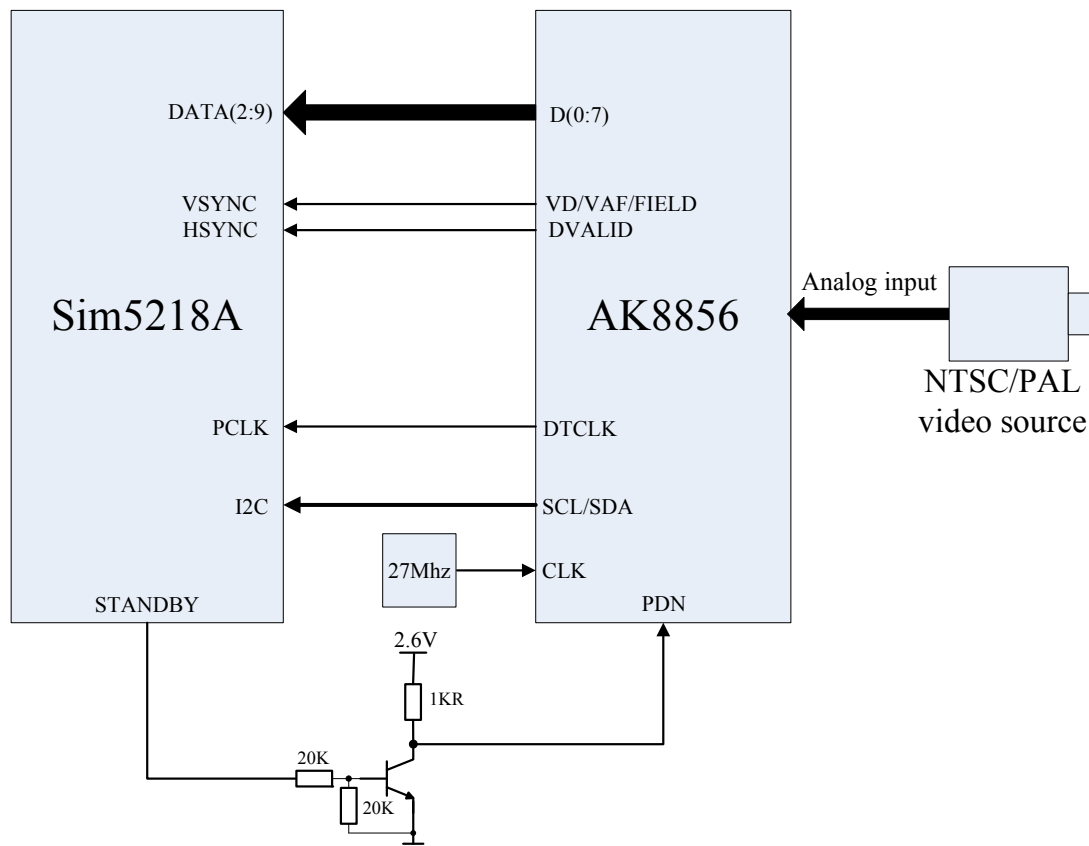 DATA(2:9)
D(0:7)
VSYNC
VD/VAF/FIELD
HSYNC
DVALID
Analog input
Sim5218A
AK8856
NTSC/PAL
video source
PCLK
DTCLK
I2C
SCL/SDA
27Mhz
CLK
STANDBY
PDN
2.6V
1KR
20K
20K